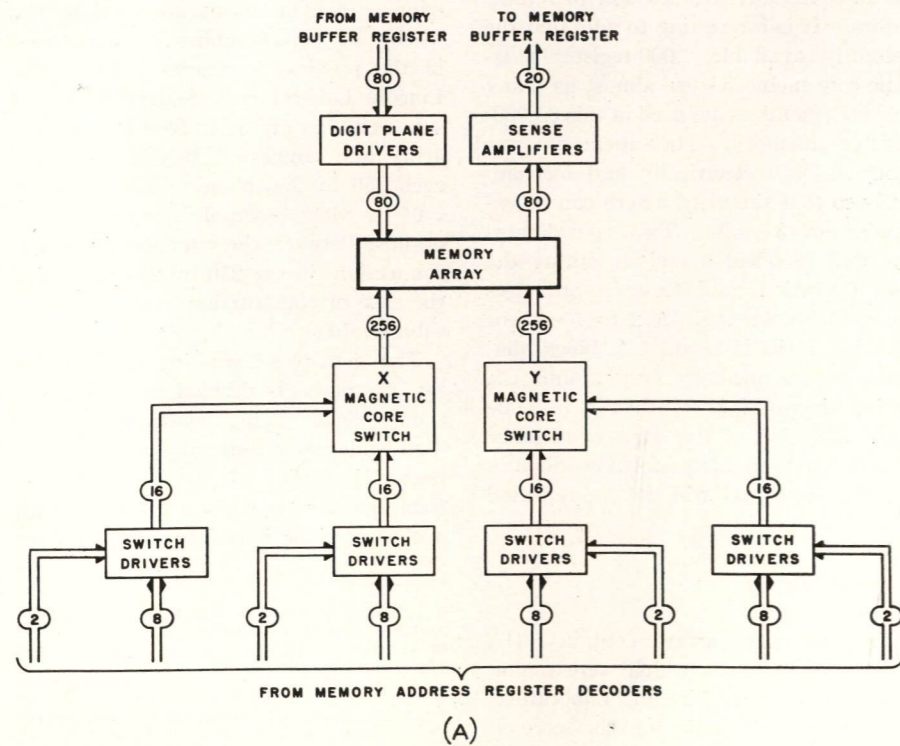 FROM MEMORY
BUFFER REGISTER
TO MEMORY
BUFFER REGISTER
80
20
DIGIT PLANE
DRIVERS
SENSE
AMPLIFIERS
80
80
MEMORY
ARRAY
256
256
X
MAGNETIC
CORE
SWITCH
Y
MAGNETIC
CORE
SWITCH
16
16
16
16
SWITCH
DRIVERS
SWITCH
DRIVERS
SWITCH
DRIVERS
SWITCH
DRIVERS
2
8
2
8
8
2
8
2
FROM MEMORY ADDRESS REGISTER DECODERS
(A)